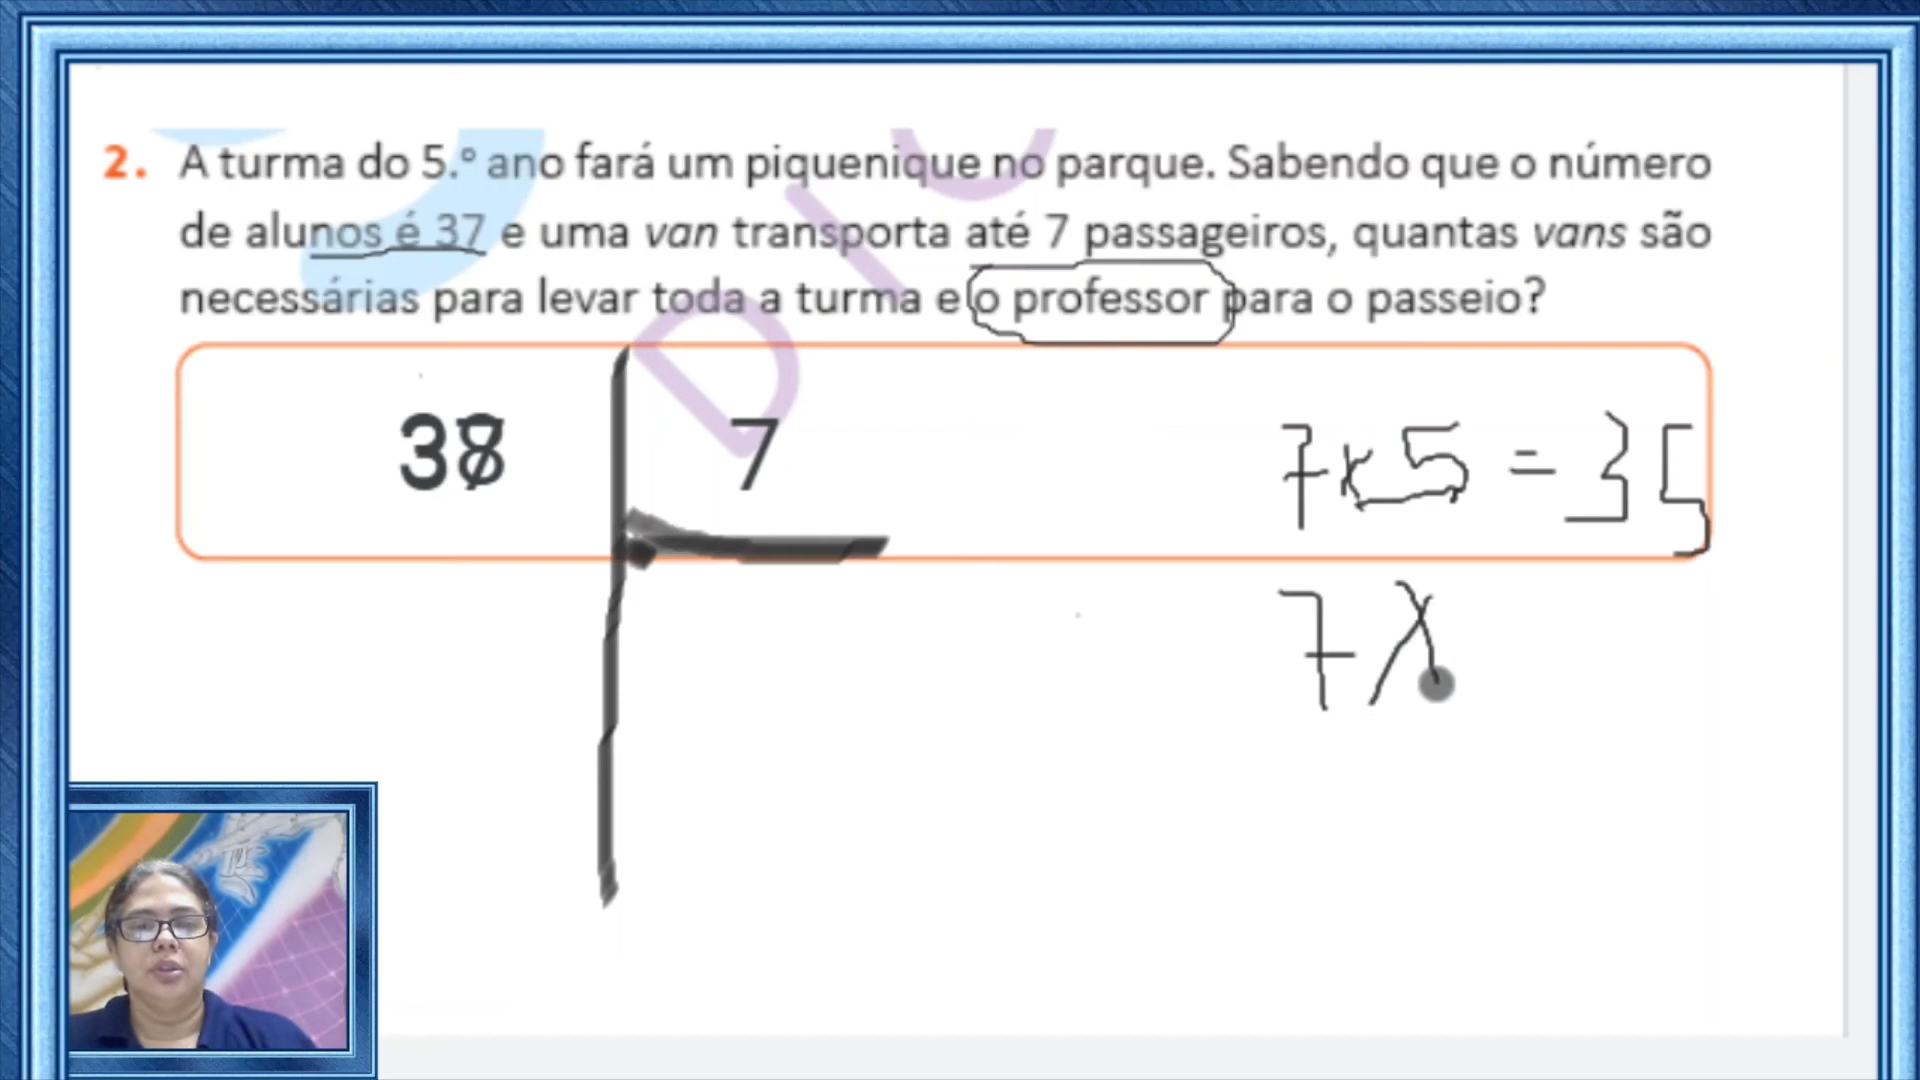 2. A turma do 5.º ano fará um piquenique no parque. Sabendo que o número
de alunos é 37 e uma van transporta até 7 passageiros, quantas vans são
necessárias para levar toda a turma e o professor para o passeio?
38 7 7x5 = 35
7x